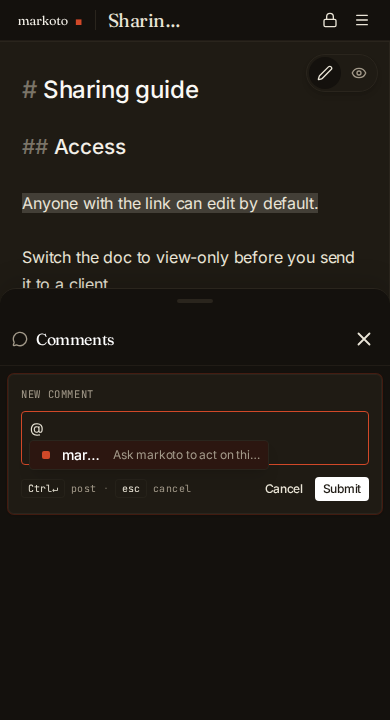 markoto
Sharin...
# Sharing guide
## Access
Anyone with the link can edit by default.
Switch the doc to view-only before you send
it to a client
Comments
NEW COMMENT
@
mar... Ask markoto to act on thi...
Ctrl↵ post · esc cancel
Cancel
Submit